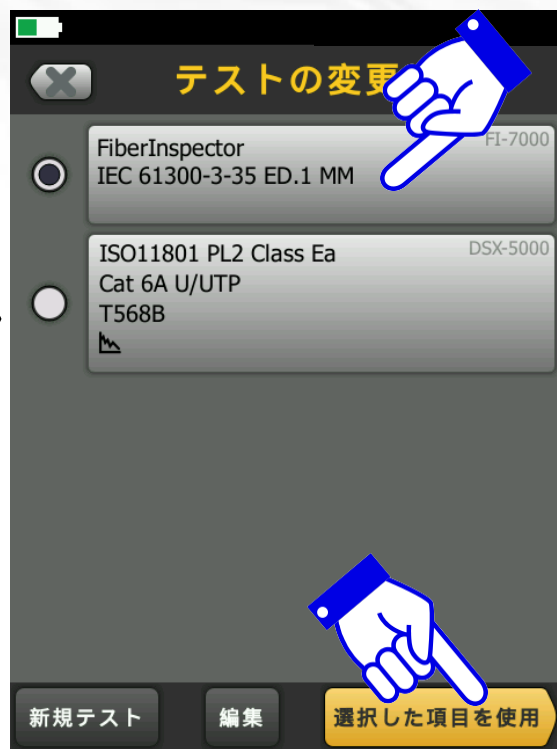 テストの変更
FiberInspector
FI-7000
IEC 61300-3-35 ED.1 MM
ISO11801 PL2 Class Ea
DSX-5000
Cat 6A U/UTP
T568B
新規テスト
編集
選択した項目を使用